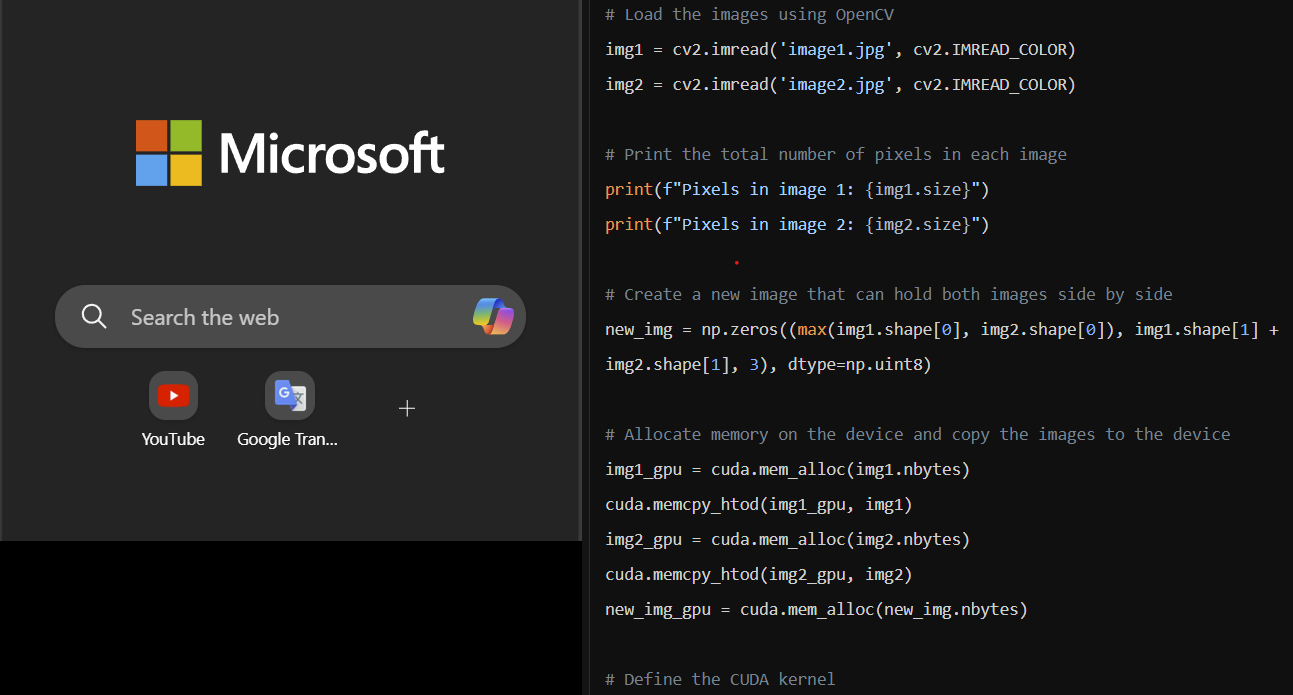 Microsoft
Search the web
YouTube
Google Tran...
# Load the images using OpenCV
img1 = cv2.imread('image1.jpg', cv2.IMREAD_COLOR)
img2 = cv2.imread('image2.jpg', cv2.IMREAD_COLOR)
# Print the total number of pixels in each image
print(f"Pixels in image 1: {img1.size}")
print(f"Pixels in image 2: {img2.size}")
# Create a new image that can hold both images side by side
new_img = np.zeros((max(img1.shape[0], img2.shape[0]), img1.shape[1] +
img2.shape[1], 3), dtype=np.uint8)
# Allocate memory on the device and copy the images to the device
img1_gpu = cuda.mem_alloc(img1.nbytes)
cuda.memcpy_htod(img1_gpu, img1)
img2_gpu = cuda.mem_alloc(img2.nbytes)
cuda.memcpy_htod(img2_gpu, img2)
new_img_gpu = cuda.mem_alloc(new_img.nbytes)
# Define the CUDA kernel